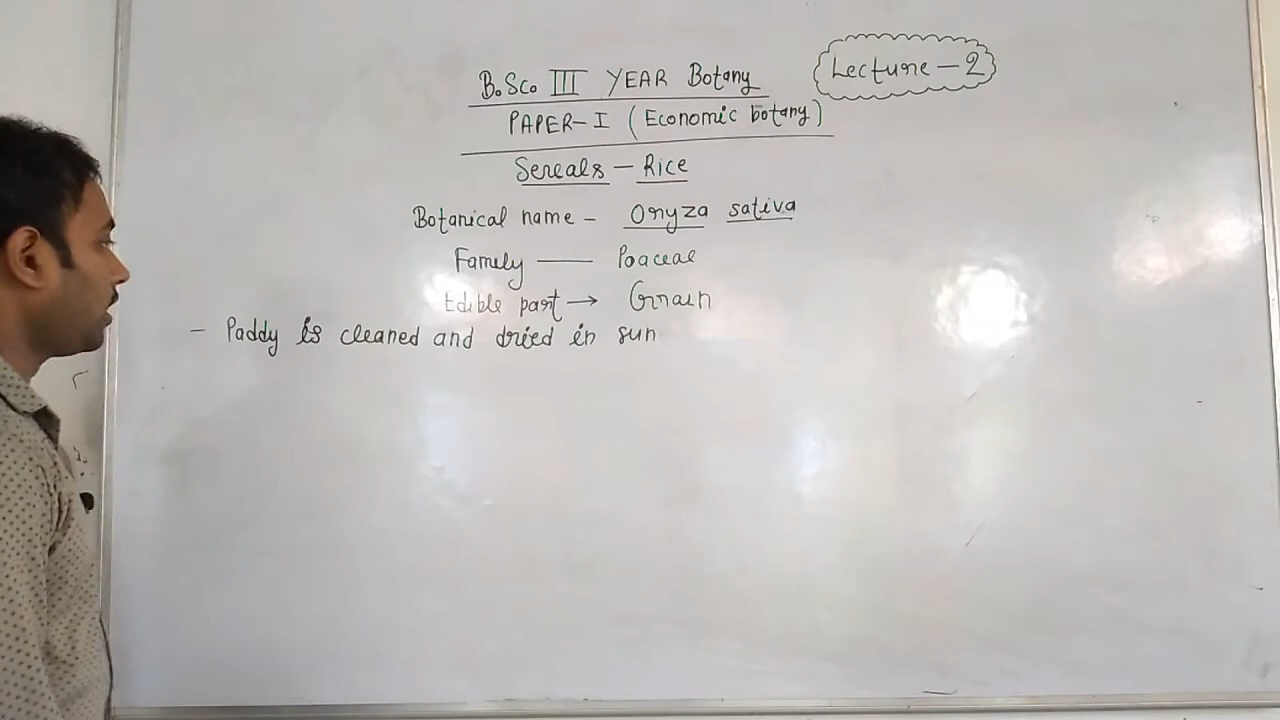 B.Sc. III YEAR Botany
Lecture - 2
PAPER-I (Economic botany)
Sereals - Rice
Botanical name - Oryza sativa
Family — Poaceae
Edible part → Grain
- Paddy is cleaned and dried in sun